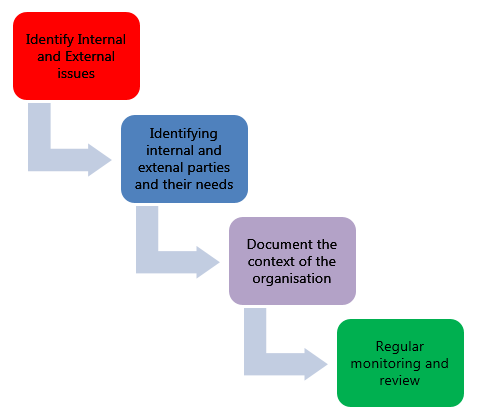 Identify Internal
and External
issues
Identifying
internal and
extenal parties
and their needs
Document the
context of the
organisation
Regular
monitoring and
review